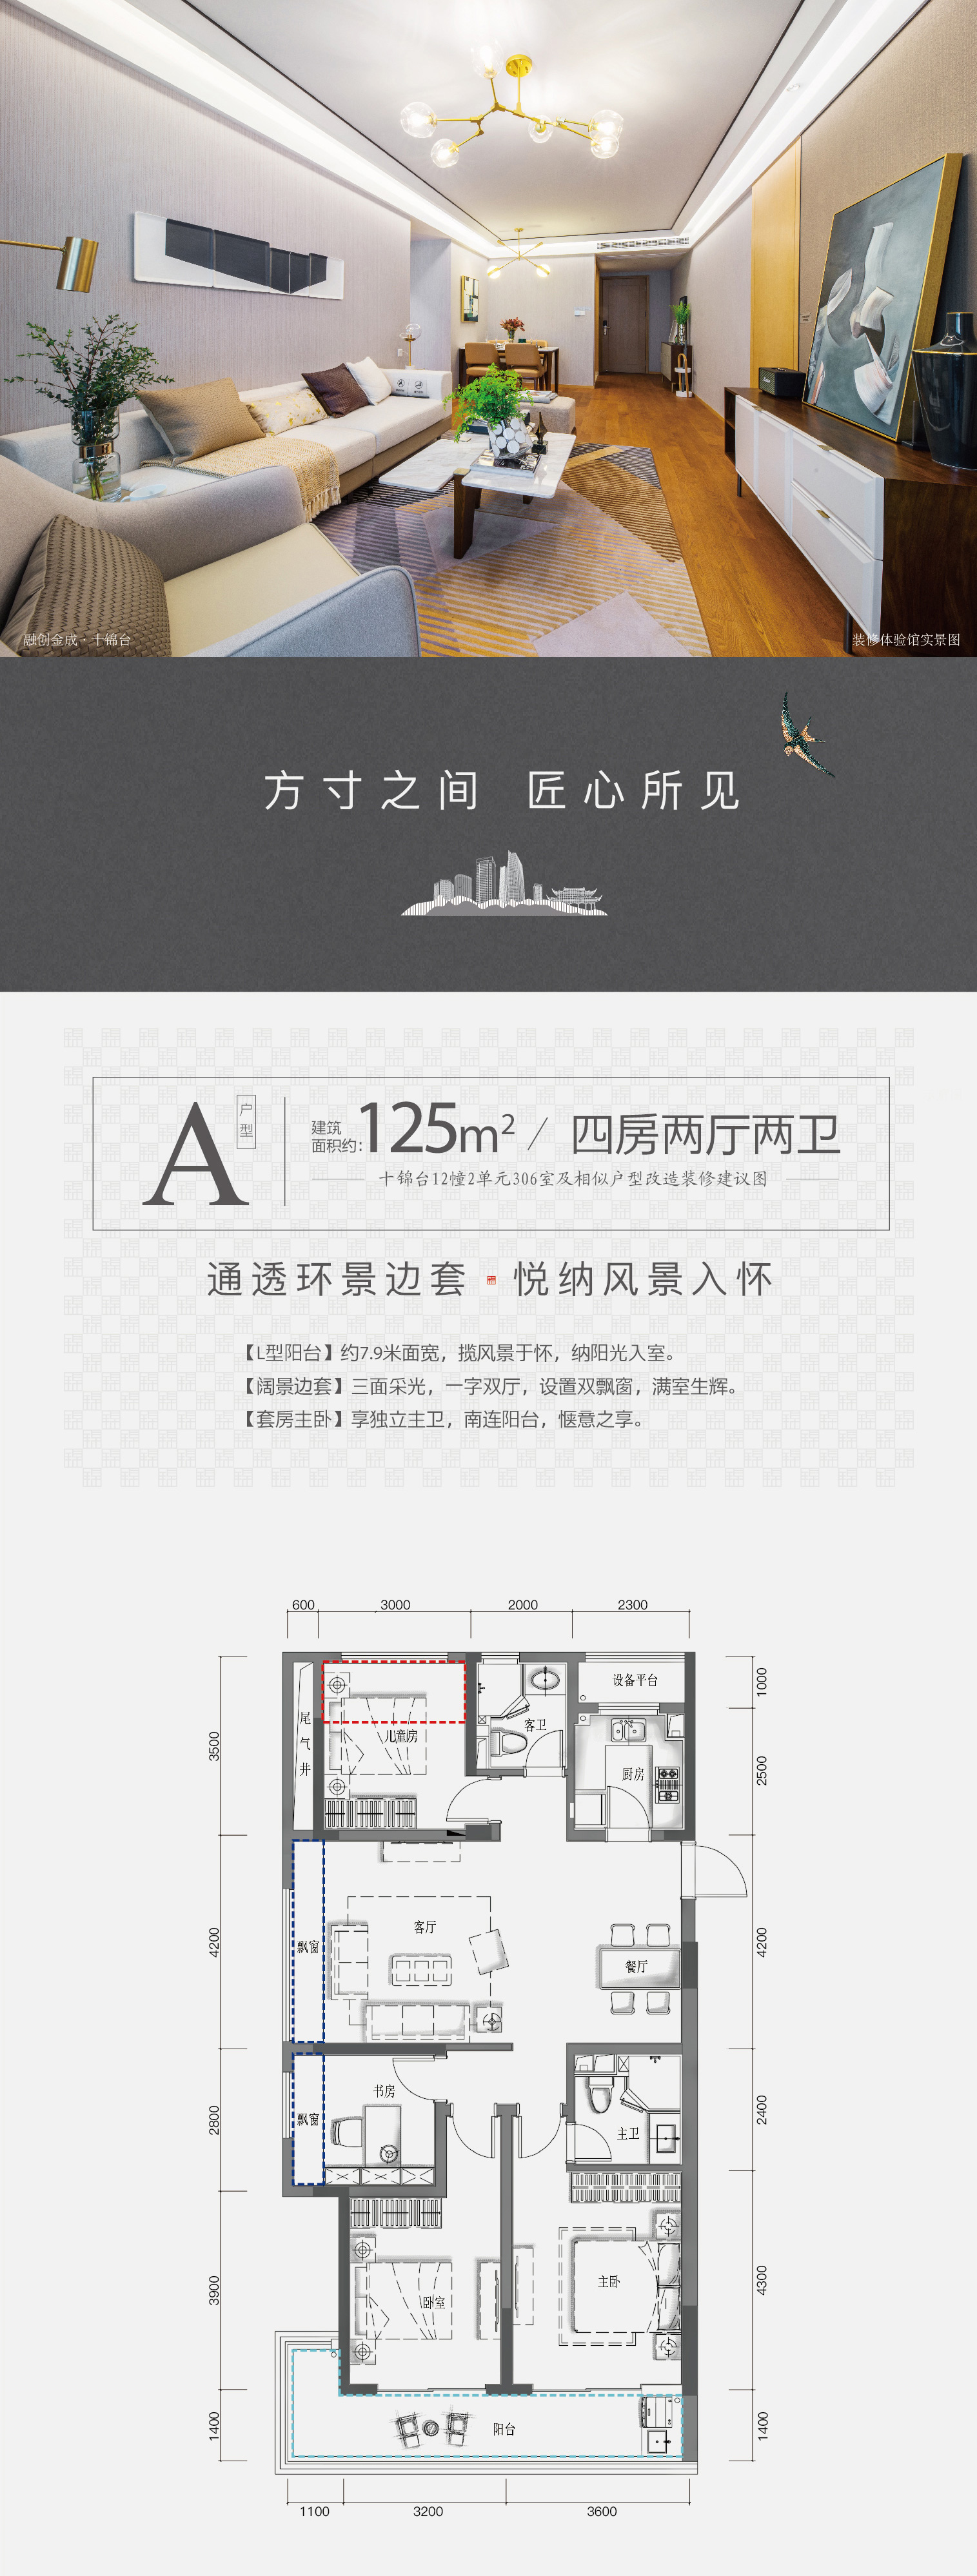 融创金成·十锦台
装修体验馆实景图
方寸之间 匠心所见
A
户型
建筑
面积约:
125m²/四房两厅两卫
十锦台12幢2单元306室及相似户型改造装修建议图
通透环景边套 悦纳风景入怀
【L型阳台】约7.9米面宽，揽风景于怀，纳阳光入室。
【阔景边套】三面采光，一字双厅，设置双飘窗，满室生辉。
【套房主卧】享独立主卫，南连阳台，惬意之享。
600 3000 2000 2300
设备平台
1000
尾气井
儿童房
客卫
3500
厨房
2500
客厅
飘窗
4200
餐厅
4200
书房
飘窗
2800
主卫
2400
主卧
卧室
3900
4300
阳台
1400
1400
1100 3200 3600